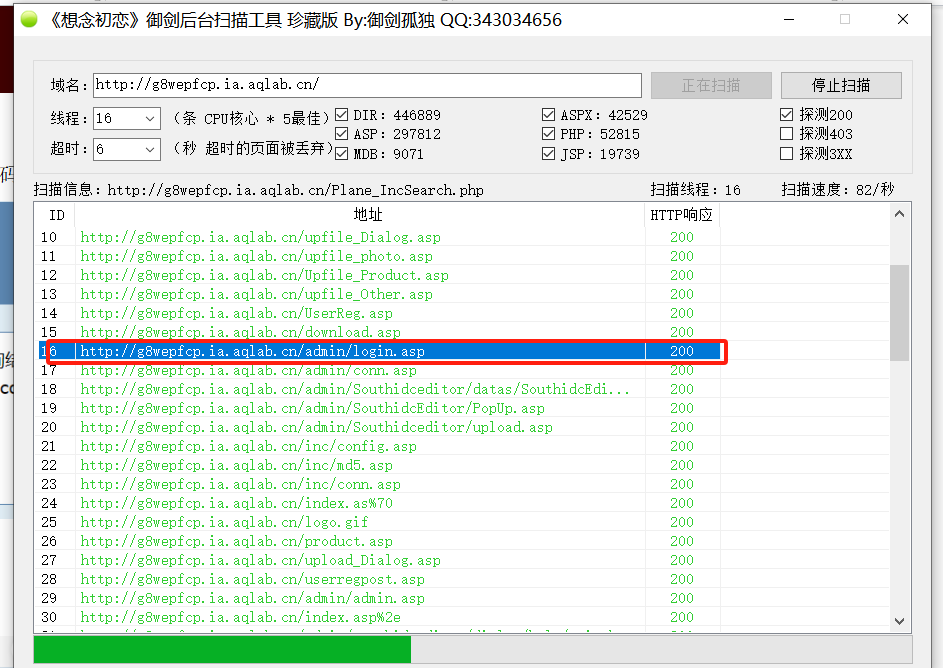 《想念初恋》御剑后台扫描工具 珍藏版 By:御剑孤独 QQ:343034656
域名： http://g8wepfcp.ia.aqlab.cn/ 正在扫描 停止扫描
线程： 16 （条 CPU核心 * 5最佳） DIR：446889 ASPX：42529 探测200
ASP：297812 PHP：52815 探测403
超时： 6 （秒 超时的页面被丢弃） MDB：9071 JSP：19739 探测3XX
扫描信息：http://g8wepfcp.ia.aqlab.cn/Plane_IncSearch.php 扫描线程：16 扫描速度：82/秒
ID 地址 HTTP响应
10 http://g8wepfcp.ia.aqlab.cn/upfile_Dialog.asp 200
11 http://g8wepfcp.ia.aqlab.cn/upfile_photo.asp 200
12 http://g8wepfcp.ia.aqlab.cn/Upfile_Product.asp 200
13 http://g8wepfcp.ia.aqlab.cn/upfile_Other.asp 200
14 http://g8wepfcp.ia.aqlab.cn/UserReg.asp 200
15 http://g8wepfcp.ia.aqlab.cn/download.asp 200
16 http://g8wepfcp.ia.aqlab.cn/admin/login.asp 200
17 http://g8wepfcp.ia.aqlab.cn/admin/conn.asp 200
18 http://g8wepfcp.ia.aqlab.cn/admin/Southidceditor/datas/SouthidcEdi... 200
19 http://g8wepfcp.ia.aqlab.cn/admin/SouthidcEditor/PopUp.asp 200
20 http://g8wepfcp.ia.aqlab.cn/admin/Southidceditor/upload.asp 200
21 http://g8wepfcp.ia.aqlab.cn/inc/config.asp 200
22 http://g8wepfcp.ia.aqlab.cn/inc/md5.asp 200
23 http://g8wepfcp.ia.aqlab.cn/inc/conn.asp 200
24 http://g8wepfcp.ia.aqlab.cn/index.as%70 200
25 http://g8wepfcp.ia.aqlab.cn/logo.gif 200
26 http://g8wepfcp.ia.aqlab.cn/product.asp 200
27 http://g8wepfcp.ia.aqlab.cn/upload_Dialog.asp 200
28 http://g8wepfcp.ia.aqlab.cn/userregpost.asp 200
29 http://g8wepfcp.ia.aqlab.cn/admin/admin.asp 200
30 http://g8wepfcp.ia.aqlab.cn/index.asp%2e 200